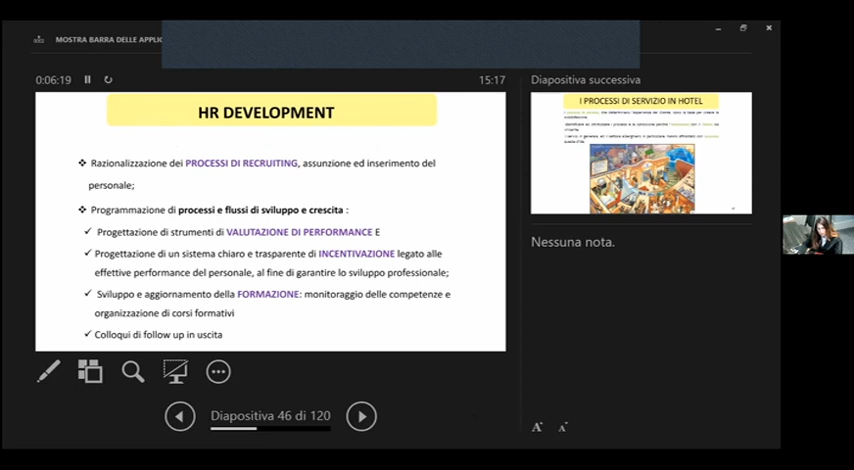 MOSTRA BARRA DELLE APPLIC
0:06:19
15:17
Diapositiva successiva
HR DEVELOPMENT
❖ Razionalizzazione dei PROCESSI DI RECRUITING, assunzione ed inserimento del
personale;
❖ Programmazione di processi e flussi di sviluppo e crescita :
✓ Progettazione di strumenti di VALUTAZIONE DI PERFORMANCE E
✓ Progettazione di un sistema chiaro e trasparente di INCENTIVAZIONE legato alle
effettive performance del personale, al fine di garantire lo sviluppo professionale;
✓ Sviluppo e aggiornamento della FORMAZIONE: monitoraggio delle competenze e
organizzazione di corsi formativi
✓ Colloqui di follow up in uscita
I PROCESSI DI SERVIZIO IN HOTEL
Nessuna nota.
Diapositiva 46 di 120
A A